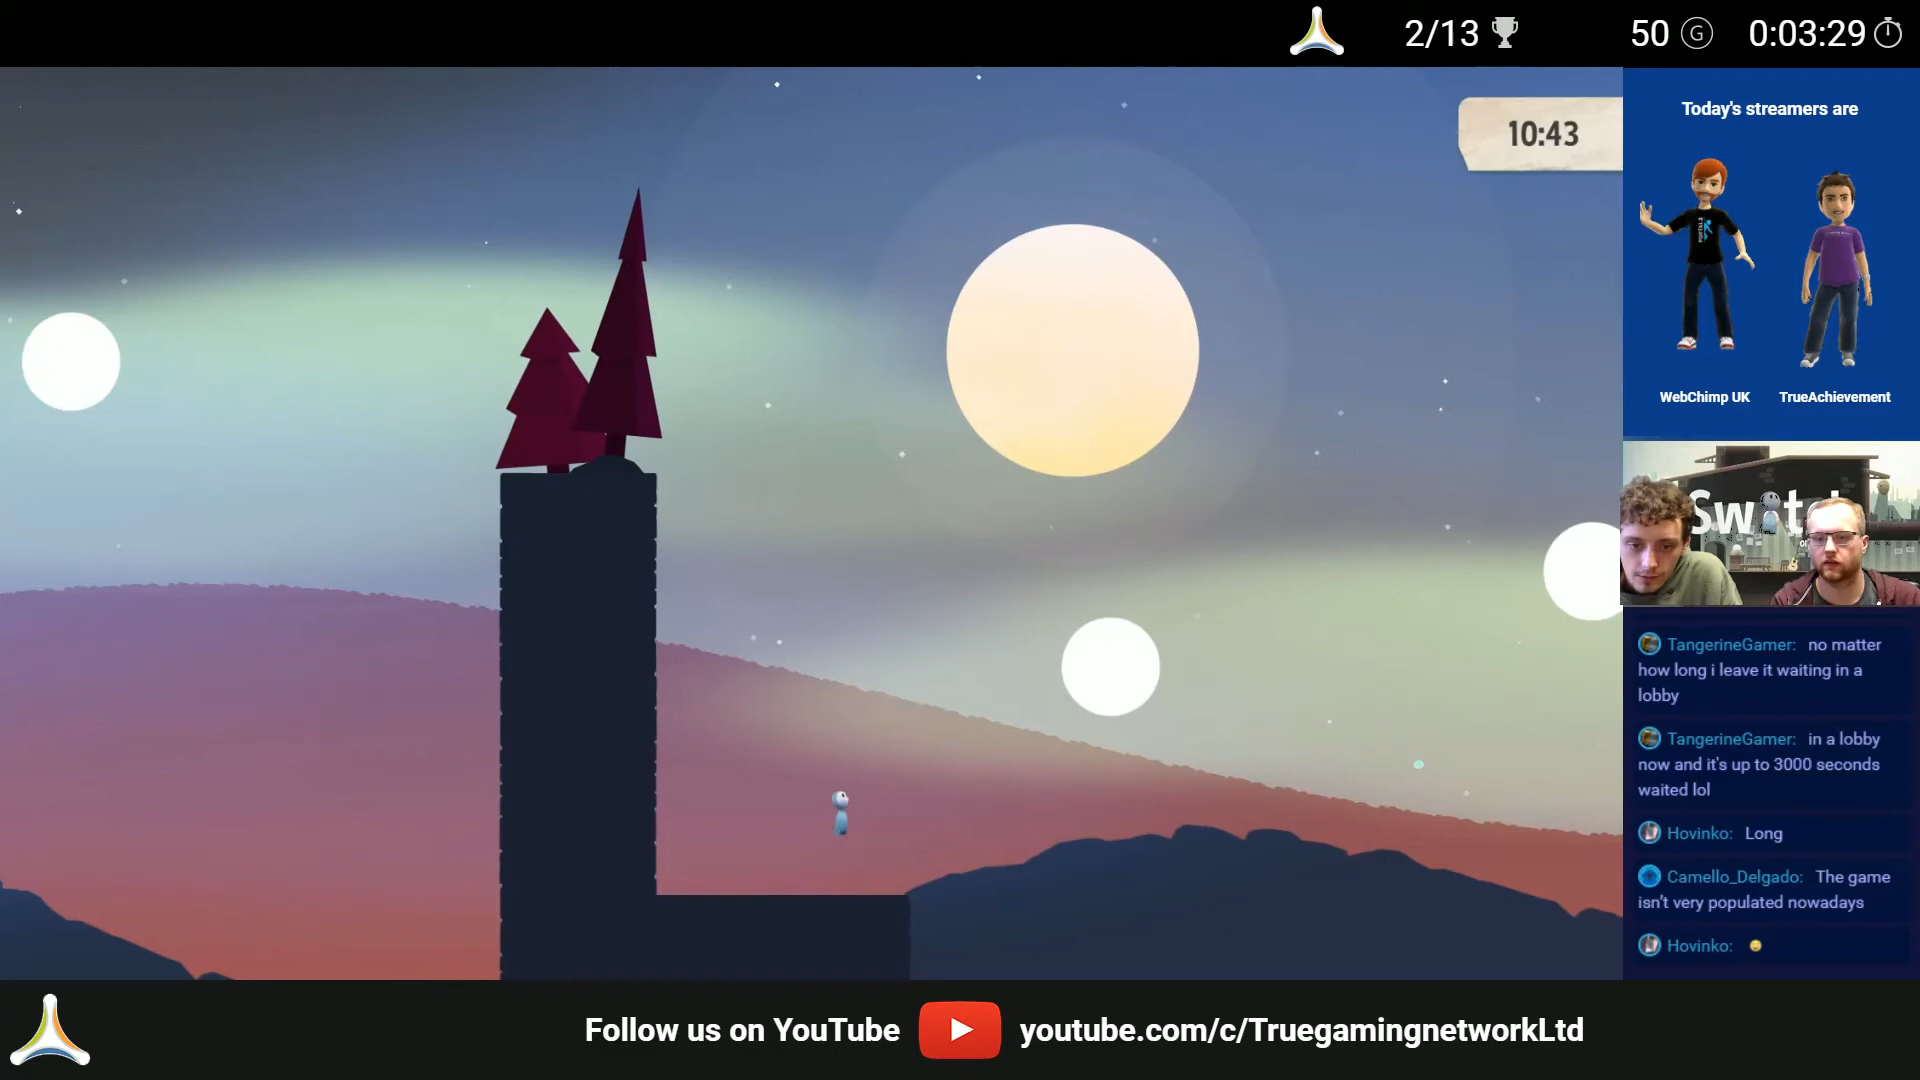 2/13
50 G
0:03:29
10:43
Today's streamers are
WebChimp UK
TrueAchievement
TangerineGamer: no matter
how long i leave it waiting in a
lobby
TangerineGamer: in a lobby
now and it's up to 3000 seconds
waited lol
Hovinko: Long
Camello_Delgado: The game
isn't very populated nowadays
Hovinko:
Follow us on YouTube
youtube.com/c/TruegamingnetworkLtd